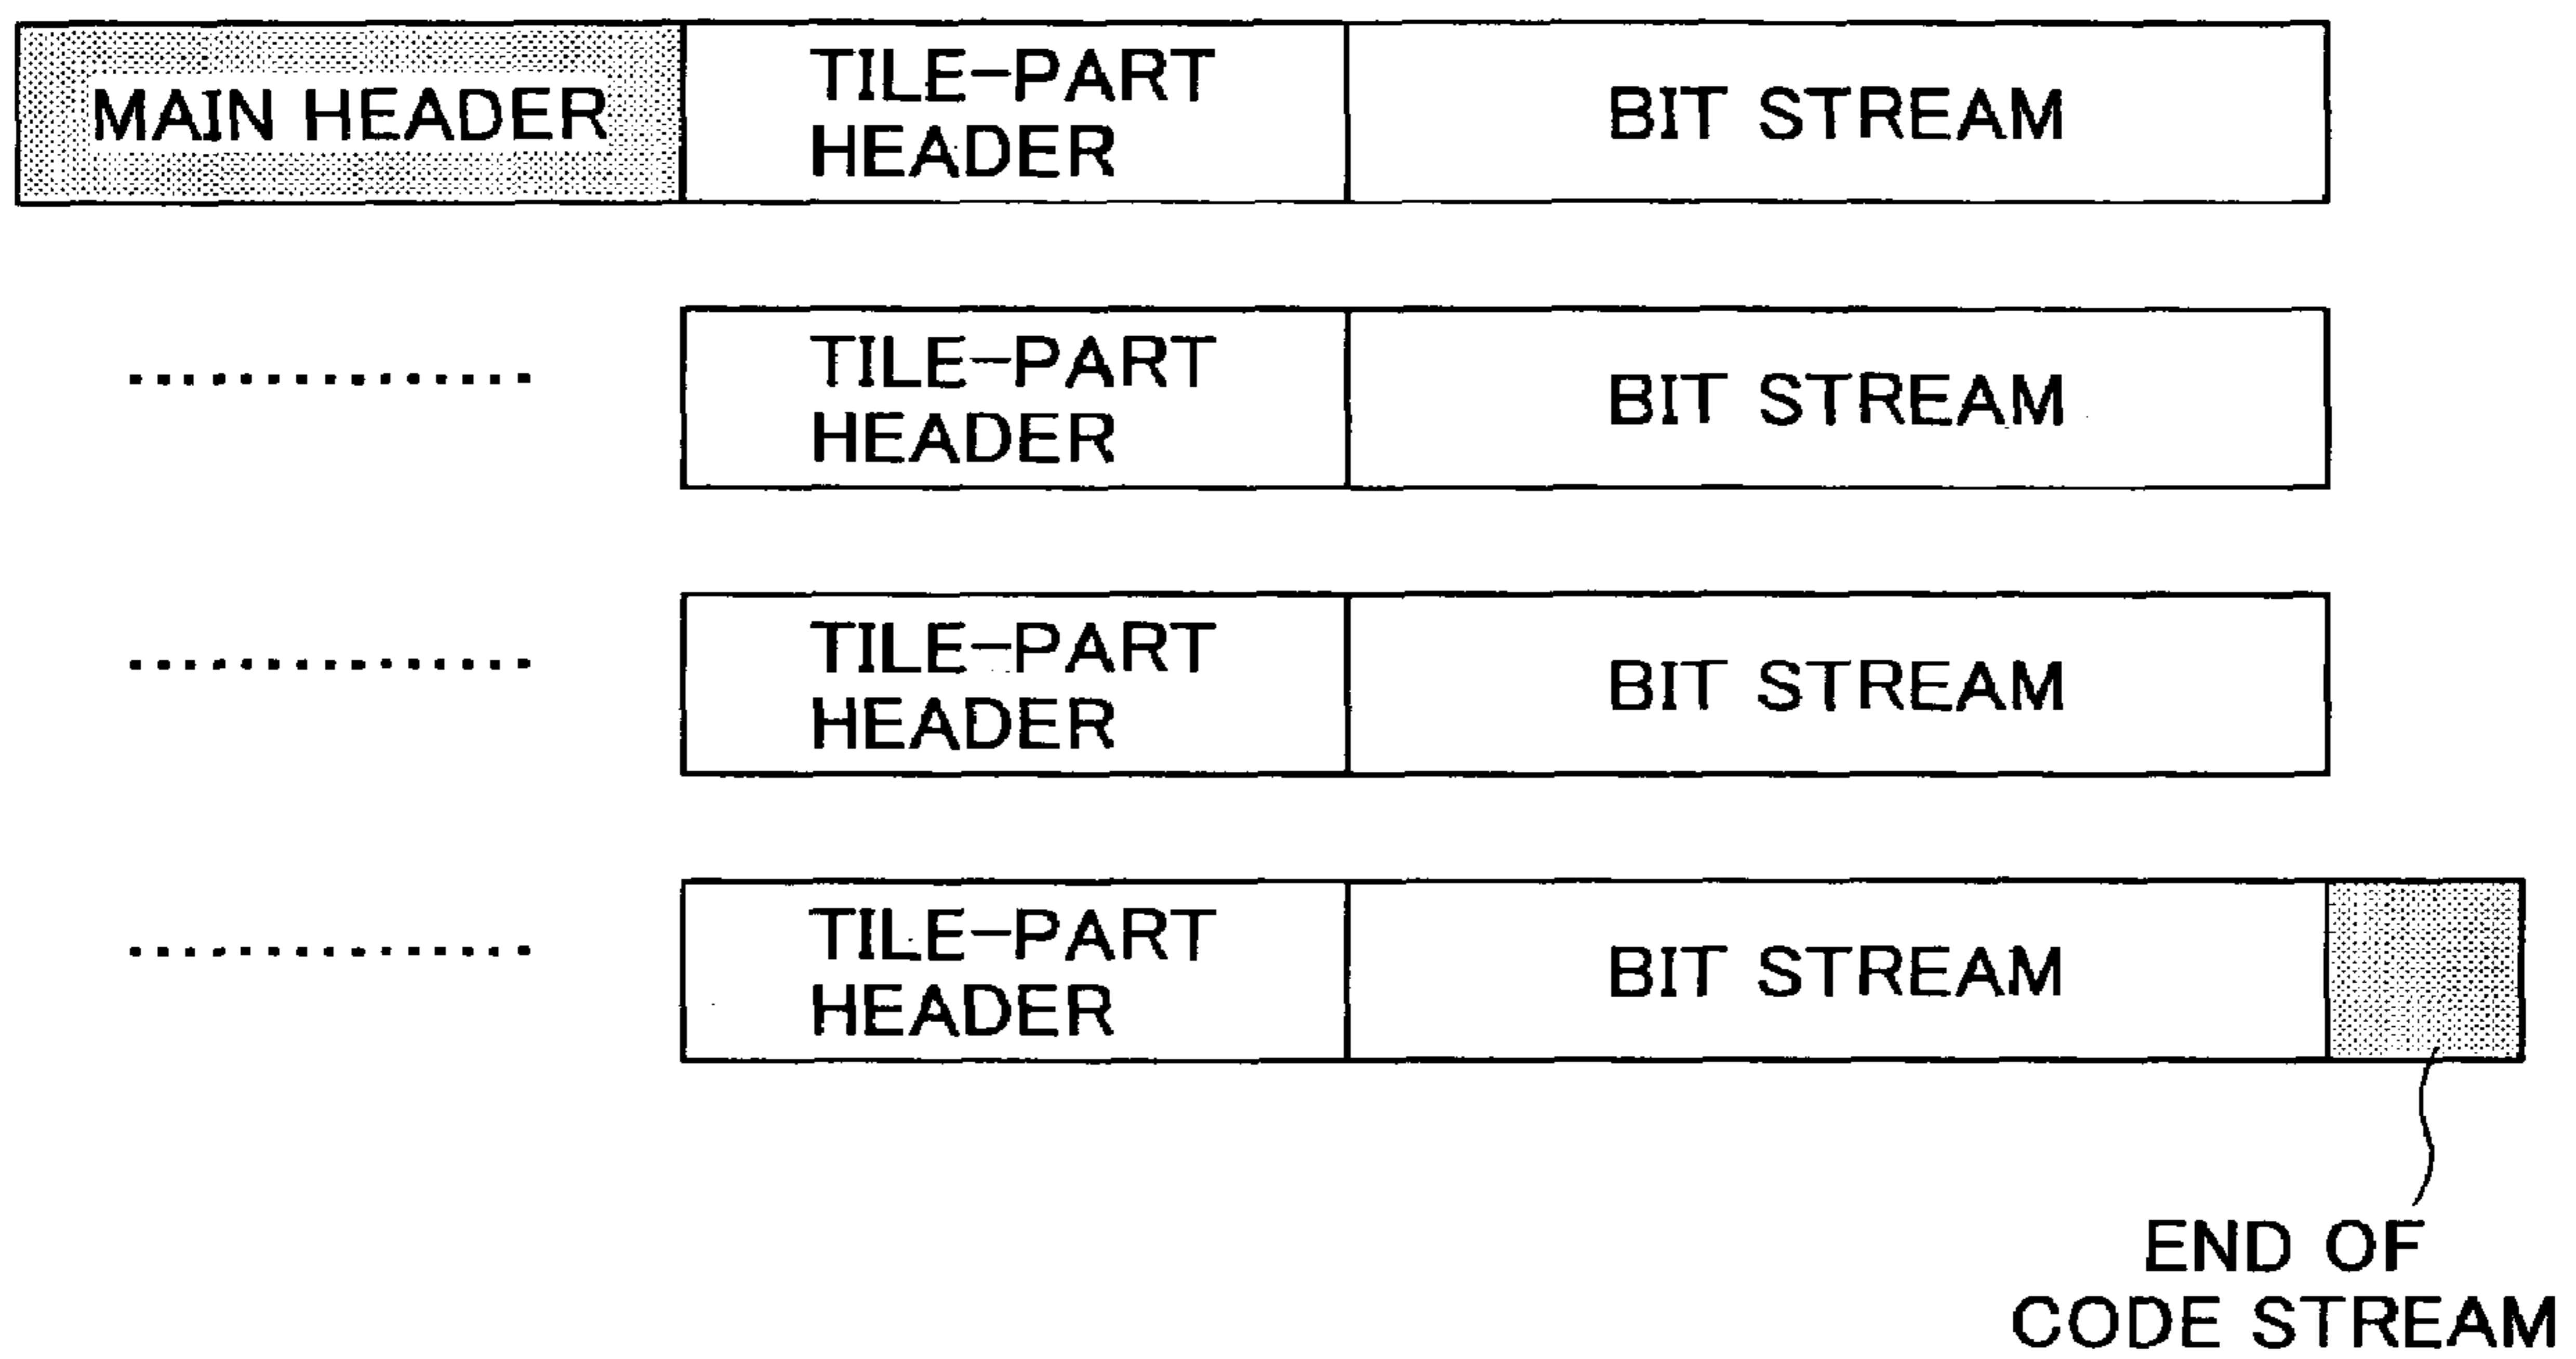 MAIN HEADER
TILE-PART
HEADER
BIT STREAM
TILE-PART
HEADER
BIT STREAM
TILE-PART
HEADER
BIT STREAM
TILE-PART
HEADER
BIT STREAM
END OF
CODE STREAM